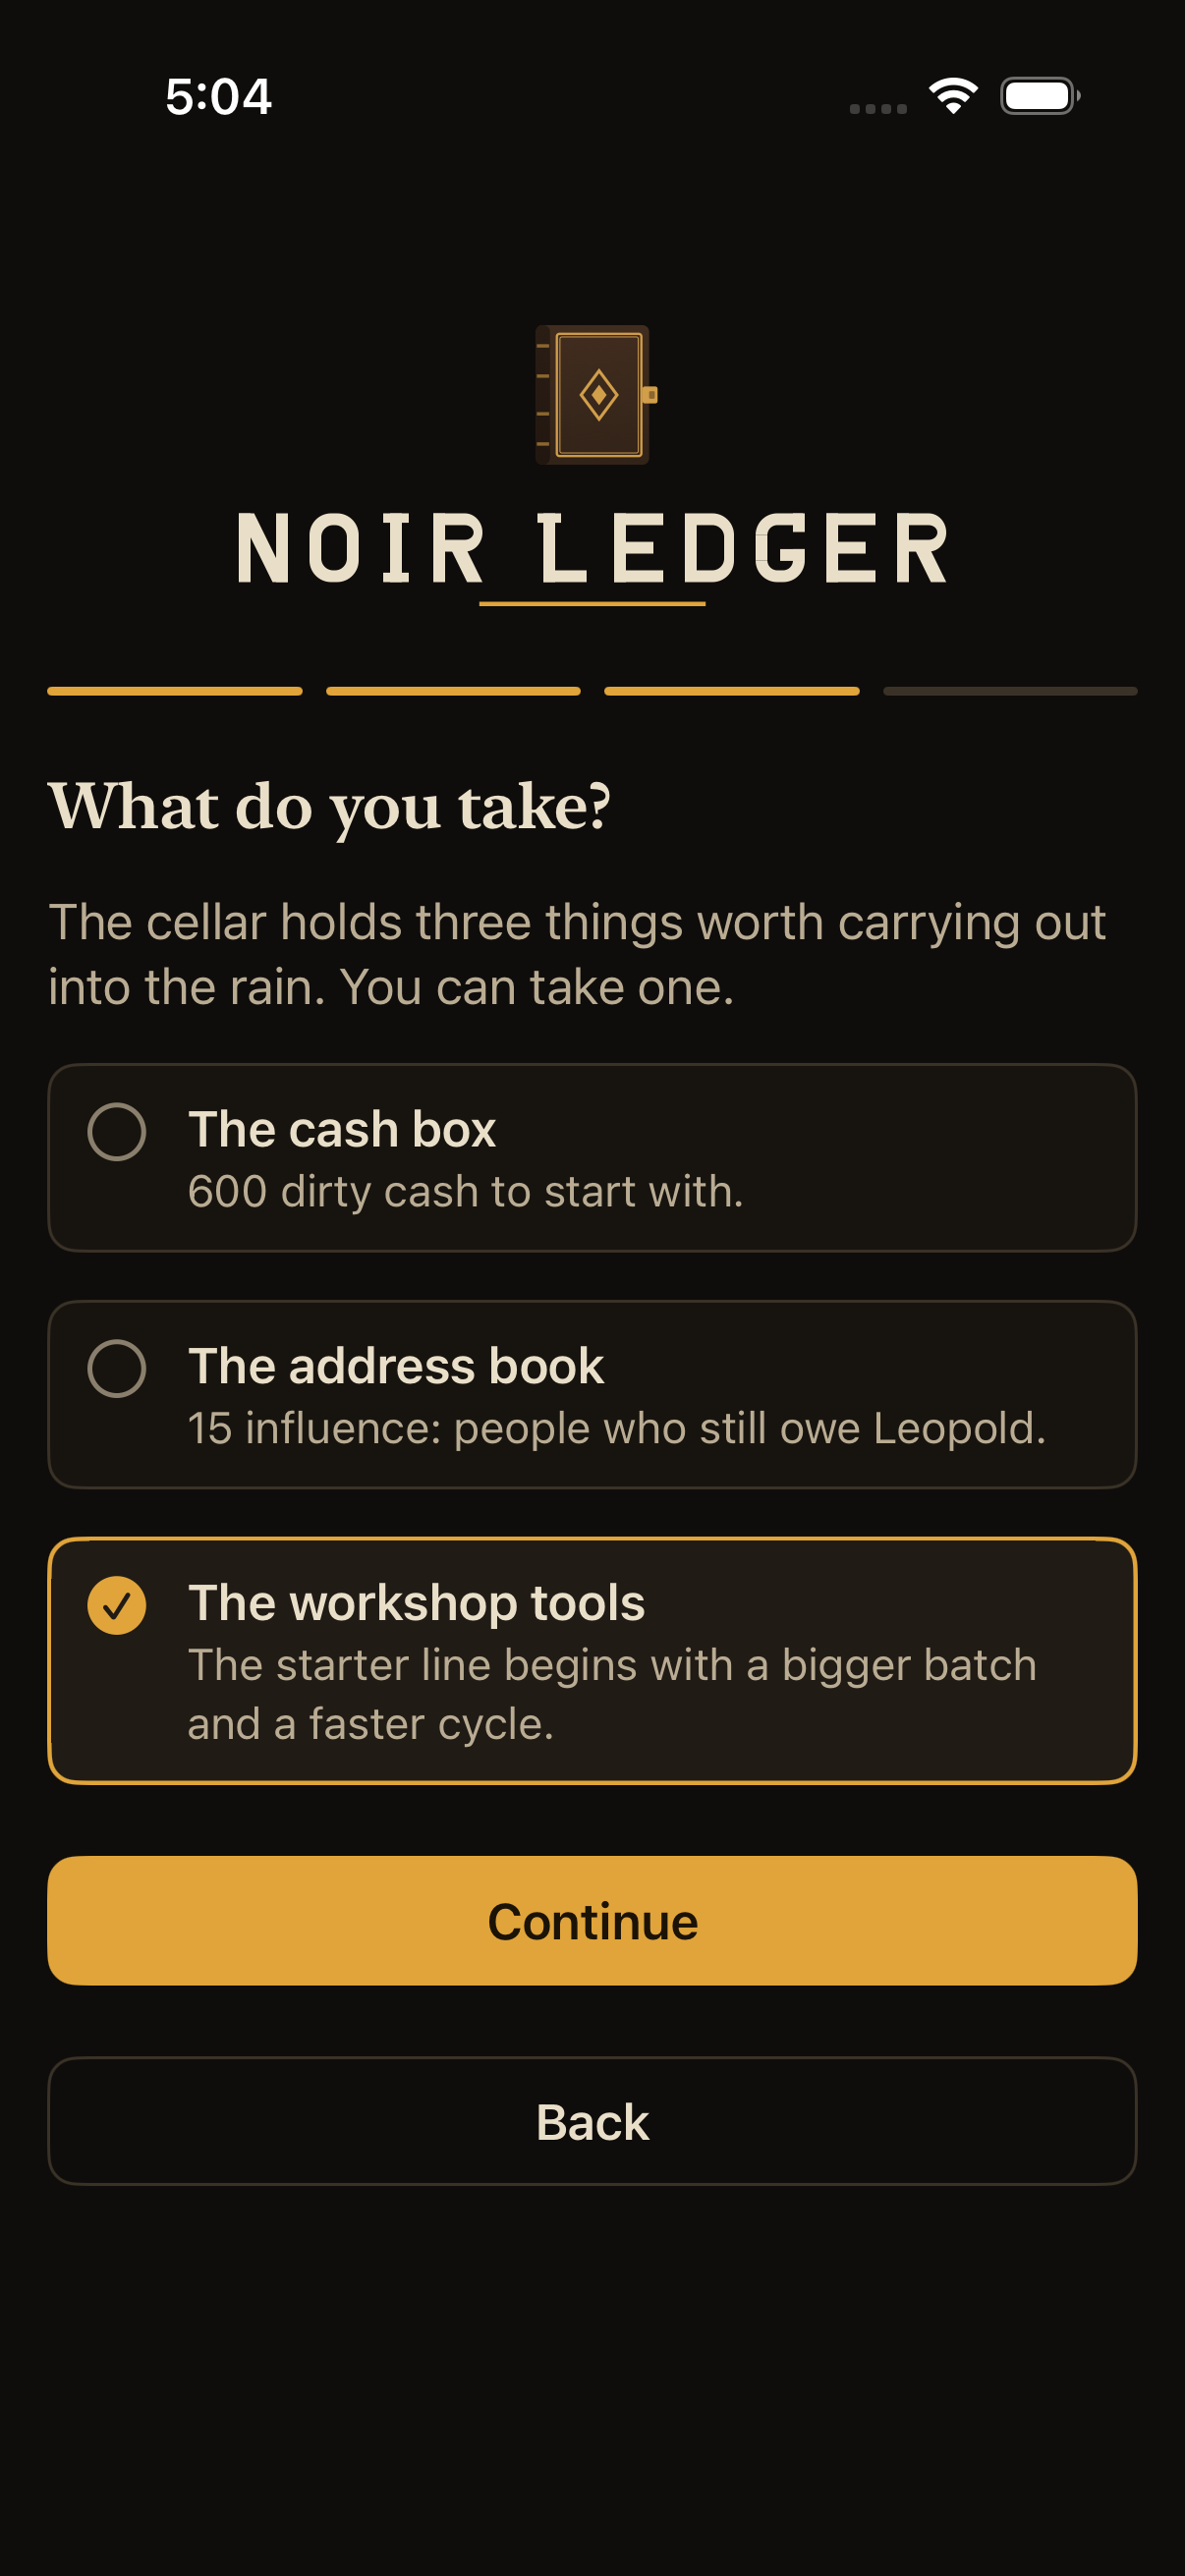 5:04
NOIR LEDGER
What do you take?
The cellar holds three things worth carrying out
into the rain. You can take one.
The cash box
600 dirty cash to start with.
The address book
15 influence: people who still owe Leopold.
The workshop tools
The starter line begins with a bigger batch
and a faster cycle.
Continue
Back